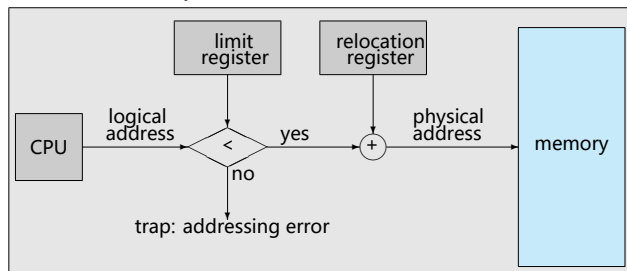 limit
register
relocation
register
logical
address
physical
address
CPU
<
yes
+
memory
no
trap: addressing error